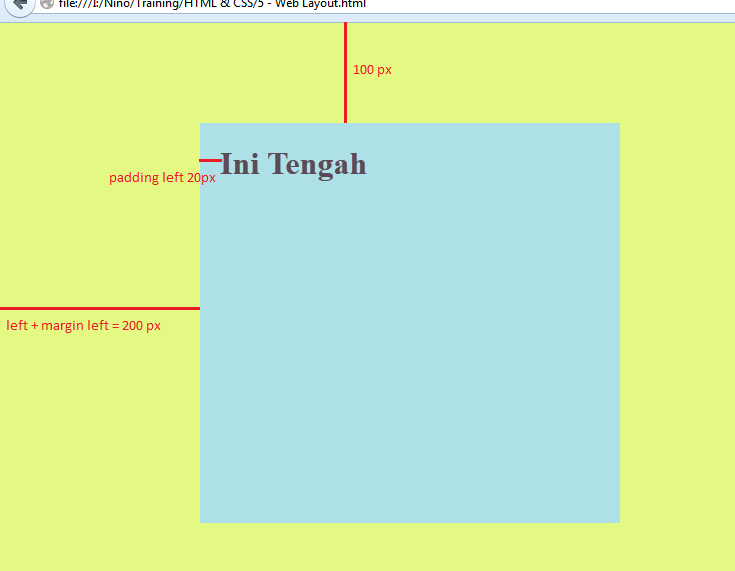 file:///I:/Nino/Training/HTML & CSS/5 - Web Layout.html
100 px
Ini Tengah
padding left 20px
left + margin left = 200 px